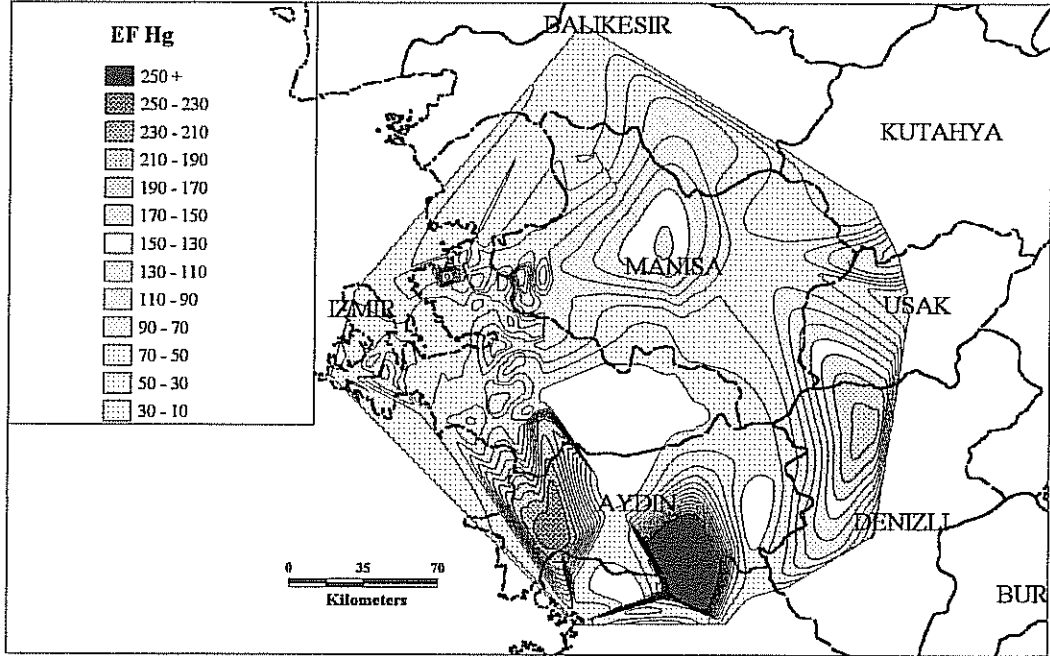 BALIKESIR
EF Hg
250 +
250 - 230
230 - 210
210 - 190
190 - 170
170 - 150
150 - 130
130 - 110
110 - 90
90 - 70
70 - 50
50 - 30
30 - 10
KUTAHYA
MANISA
IZMIR
USAK
AYDIN
DENIZLI
0 35 70
Kilometers
BUR